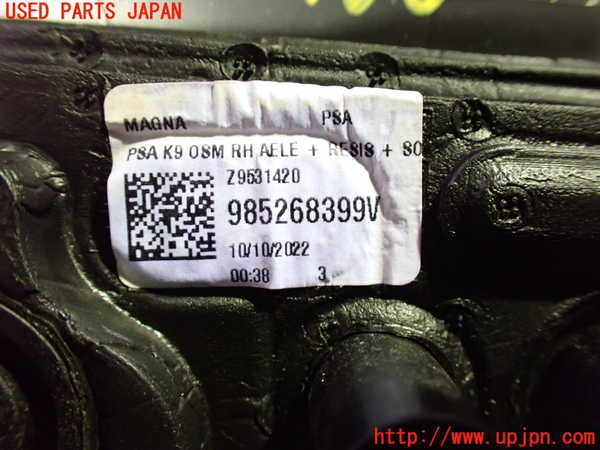 USED PARTS JAPAN
MAGNA PSA
PSA K9 OSM RH AELE + RESIS + SO
Z9531420
985268399V
10/10/2022
00:38 3
http://www.upjpn.com